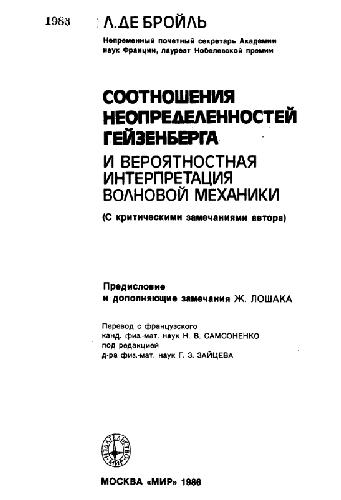 1983
Л. ДЕ БРОЙЛЬ
Непременный почетный секретарь Академии
наук Франции, лауреат Нобелевской премии
СООТНОШЕНИЯ
НЕОПРЕДЕЛЕННОСТЕЙ
ГЕЙЗЕНБЕРГА
И ВЕРОЯТНОСТНАЯ
ИНТЕРПРЕТАЦИЯ
ВОЛНОВОЙ МЕХАНИКИ
(С критическими замечаниями автора)
Предисловие
и дополняющие замечания Ж. ЛОШАКА
Перевод с французского
канд. физ.-мат. наук Н. В. САМСОНЕНКО
под редакцией
д-ра физ.-мат. наук Г. З. ЗАЙЦЕВА
МОСКВА «МИР» 1986